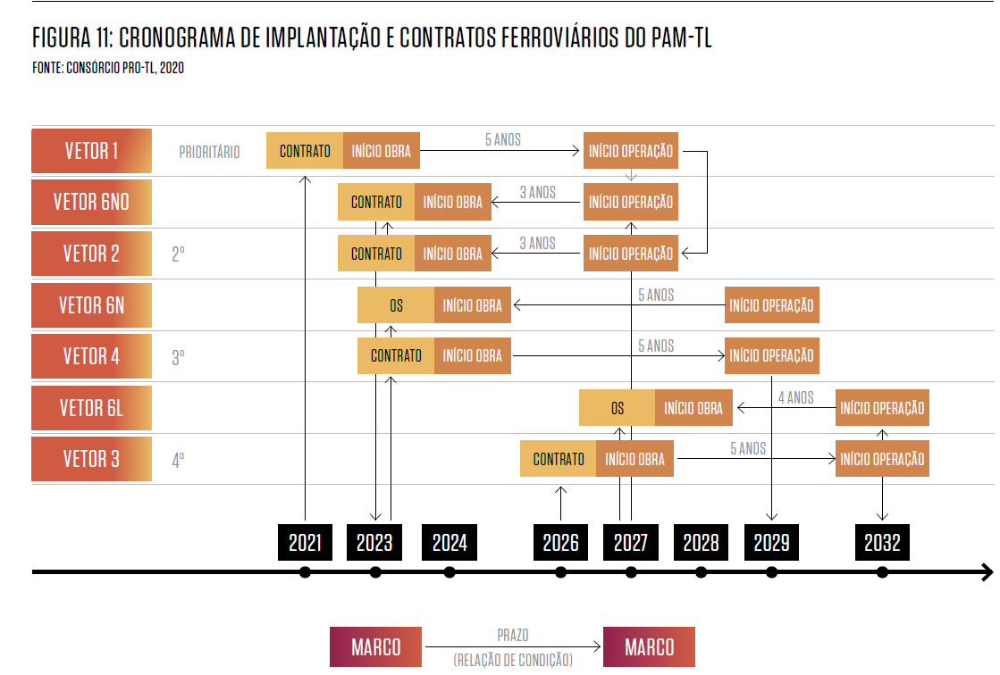 FIGURA 11: CRONOGRAMA DE IMPLANTAÇÃO E CONTRATOS FERROVIÁRIOS DO PAM-TL
FONTE: CONSÓRCIO PRO-TL, 2020
VETOR 1 PRIORITÁRIO CONTRATO INÍCIO OBRA 5 ANOS INÍCIO OPERAÇÃO
VETOR 6NO CONTRATO INÍCIO OBRA 3 ANOS INÍCIO OPERAÇÃO
VETOR 2 2º CONTRATO INÍCIO OBRA 3 ANOS INÍCIO OPERAÇÃO
VETOR 6N OS INÍCIO OBRA 5 ANOS INÍCIO OPERAÇÃO
VETOR 4 3º CONTRATO INÍCIO OBRA 5 ANOS INÍCIO OPERAÇÃO
VETOR 6L OS INÍCIO OBRA 4 ANOS INÍCIO OPERAÇÃO
VETOR 3 4º CONTRATO INÍCIO OBRA 5 ANOS INÍCIO OPERAÇÃO
2021 2023 2024 2026 2027 2028 2029 2032
MARCO PRAZO MARCO
(RELAÇÃO DE CONDIÇÃO)